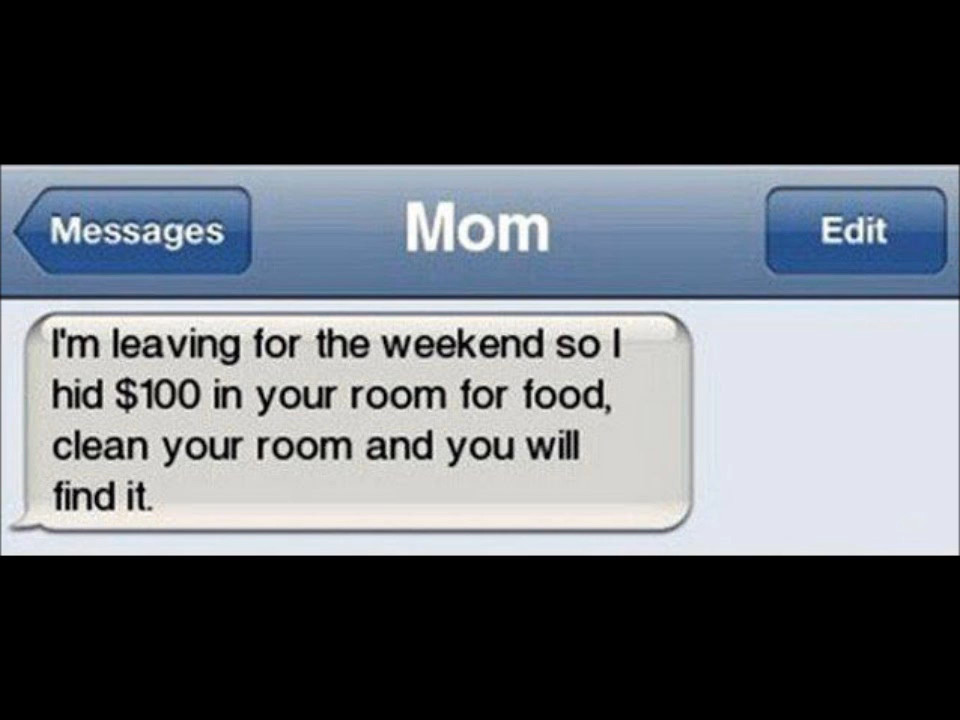 Messages Mom Edit
I'm leaving for the weekend so I
hid $100 in your room for food,
clean your room and you will
find it.